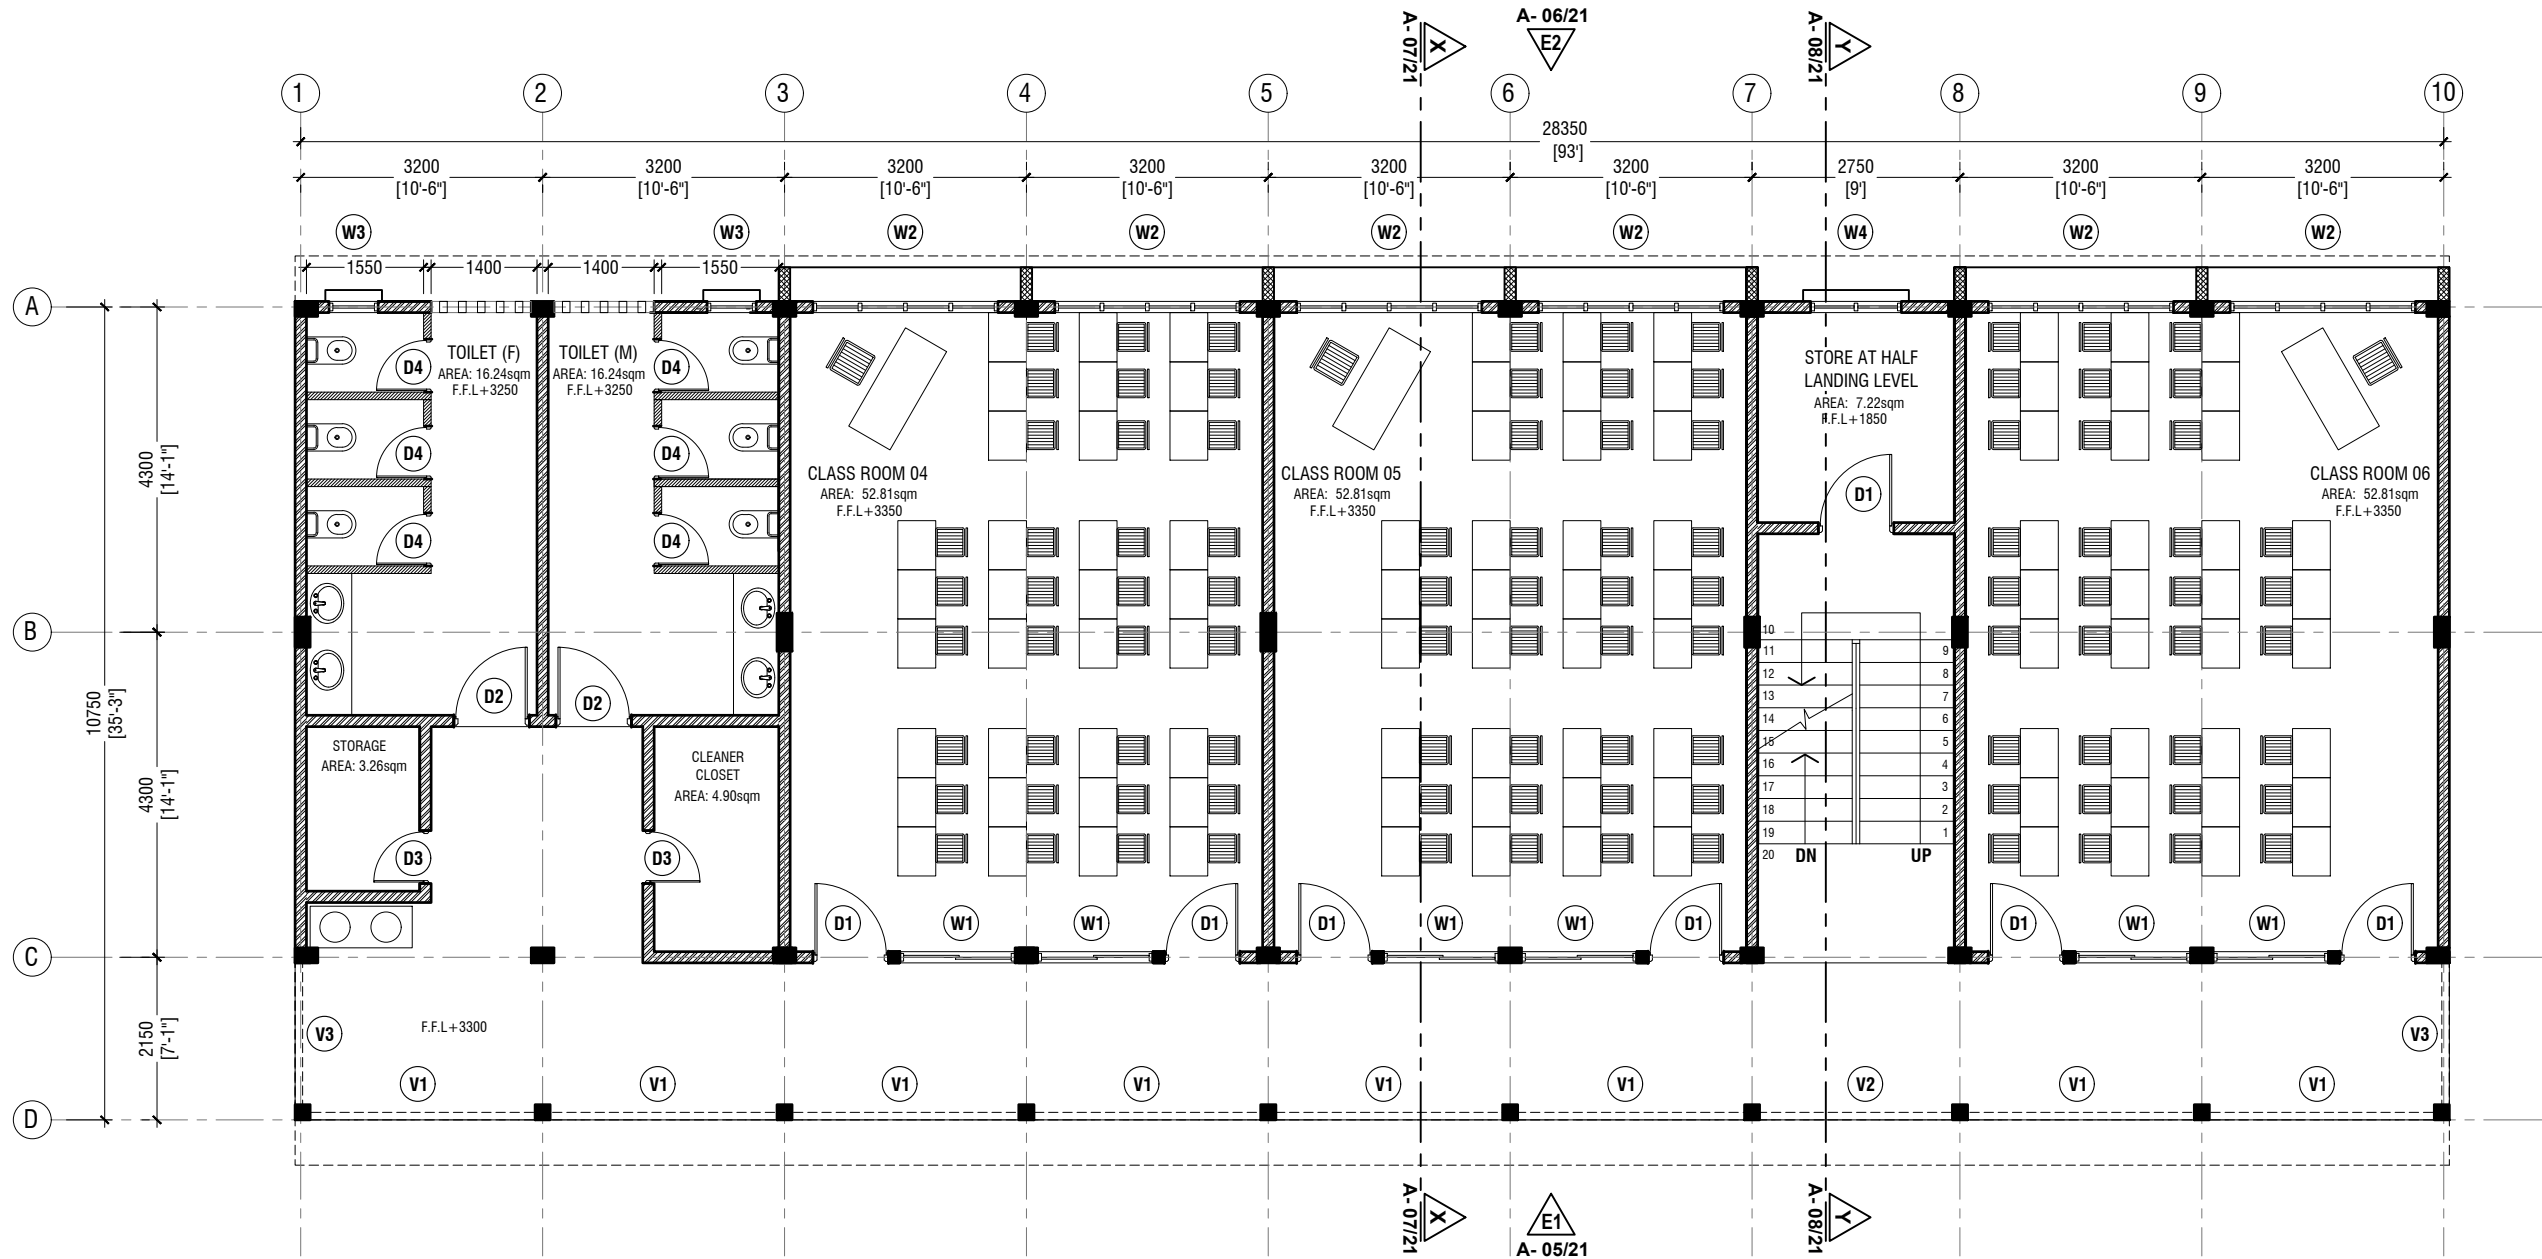 A- 07/21
X
A- 06/21
E2
A- 08/21
Y
1
2
3
4
5
6
7
8
9
10
28350
[93']
3200
[10'-6"]
3200
[10'-6"]
3200
[10'-6"]
3200
[10'-6"]
3200
[10'-6"]
3200
[10'-6"]
2750
[9']
3200
[10'-6"]
3200
[10'-6"]
W3
W3
W2
W2
W2
W2
W4
W2
W2
1550
1400
1400
1550
A
B
C
D
10750
[35'-3"]
4300
[14'-1"]
4300
[14'-1"]
2150
[7'-1"]
TOILET (F)
AREA: 16.24sqm
F.F.L+3250
TOILET (M)
AREA: 16.24sqm
F.F.L+3250
D4
D4
D4
D4
D4
D4
D2
D2
STORAGE
AREA: 3.26sqm
CLEANER
CLOSET
AREA: 4.90sqm
D3
D3
CLASS ROOM 04
AREA: 52.81sqm
F.F.L+3350
CLASS ROOM 05
AREA: 52.81sqm
F.F.L+3350
STORE AT HALF
LANDING LEVEL
AREA: 7.22sqm
F.F.L+1850
D1
CLASS ROOM 06
AREA: 52.81sqm
F.F.L+3350
10
11
12
13
14
15
16
17
18
19
20
9
8
7
6
5
4
3
2
1
DN
UP
D1
W1
W1
D1
D1
W1
W1
D1
D1
W1
W1
D1
V3
F.F.L+3300
V3
V1
V1
V1
V1
V1
V1
V2
V1
V1
A- 07/21
X
E1
A- 05/21
A- 08/21
Y